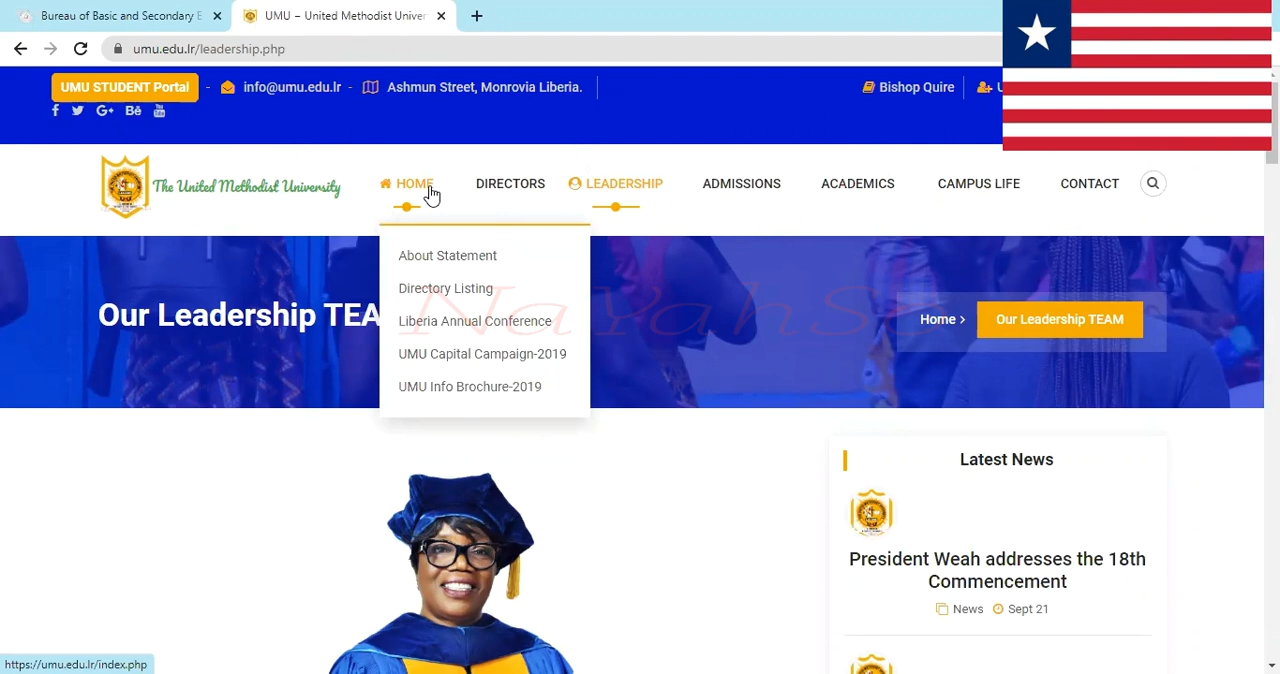 Bureau of Basic and Secondary E
UMU – United Methodist Univer
umu.edu.lr/leadership.php
UMU STUDENT Portal - info@umu.edu.lr - Ashmun Street, Monrovia Liberia. Bishop Quire U
The United Methodist University
HOME DIRECTORS LEADERSHIP ADMISSIONS ACADEMICS CAMPUS LIFE CONTACT
About Statement
Directory Listing
Liberia Annual Conference
UMU Capital Campaign-2019
UMU Info Brochure-2019
Our Leadership TEA
Home › Our Leadership TEAM
Latest News
President Weah addresses the 18th
Commencement
News Sept 21
https://umu.edu.lr/index.php